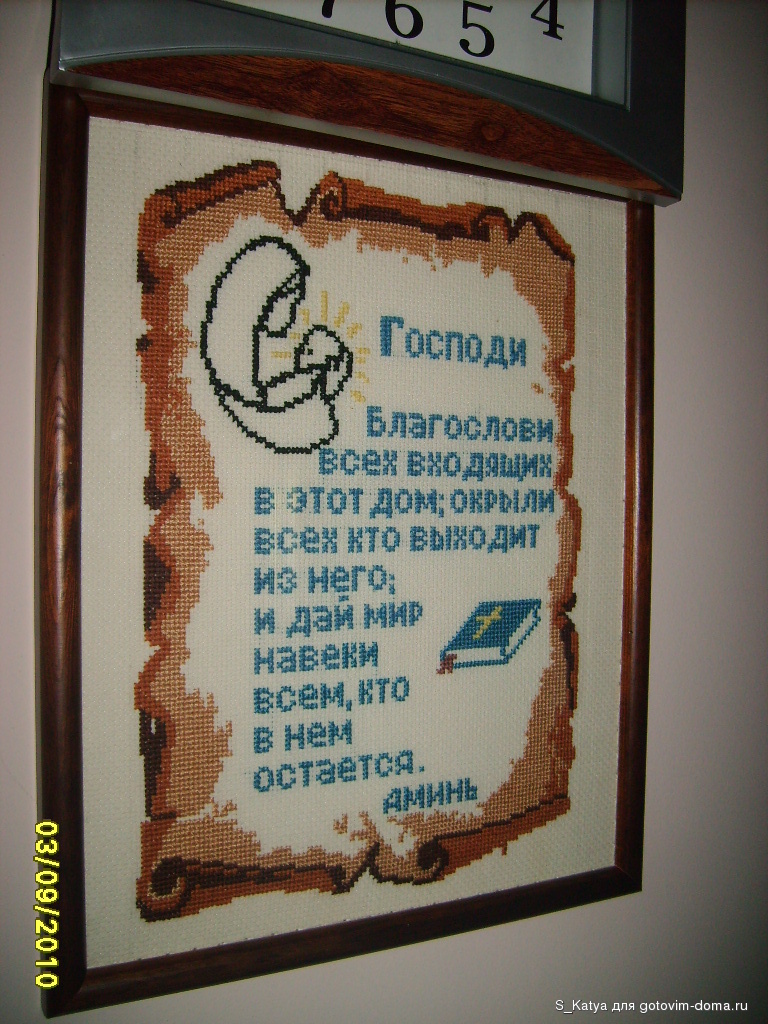 7 6 5 4
Господи
Благослови
всех входящих
в этот дом; окрыли
всех кто выходит
из него;
и дай мир
навеки
всем, кто
в нем
остается.
аминь
03/09/2010
S_Katya для gotovim-doma.ru